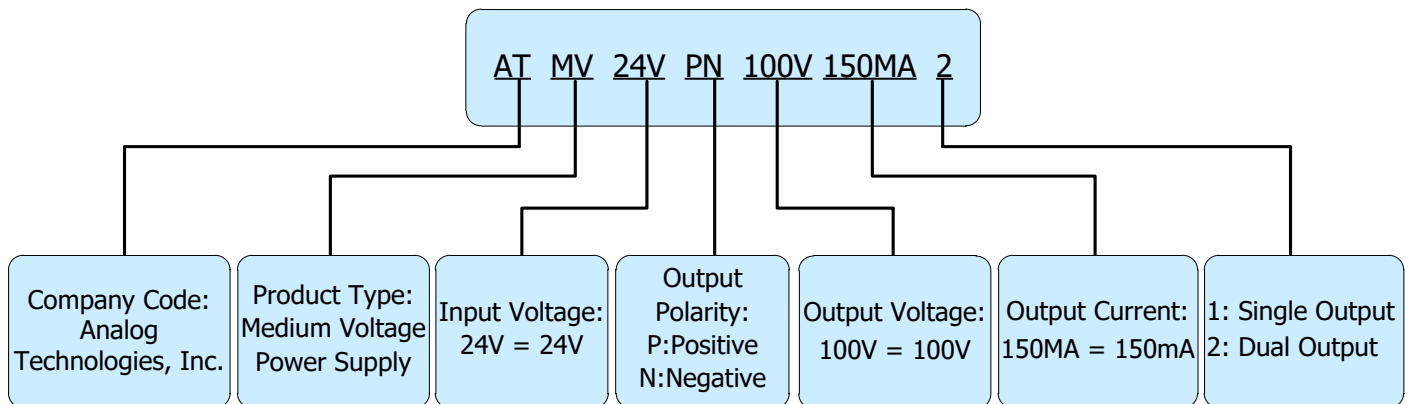 AT MV 24V PN 100V 150MA 2
Company Code:
Analog
Technologies, Inc.
Product Type:
Medium Voltage
Power Supply
Input Voltage:
24V = 24V
Output
Polarity:
P:Positive
N:Negative
Output Voltage:
100V = 100V
Output Current:
150MA = 150mA
1: Single Output
2: Dual Output